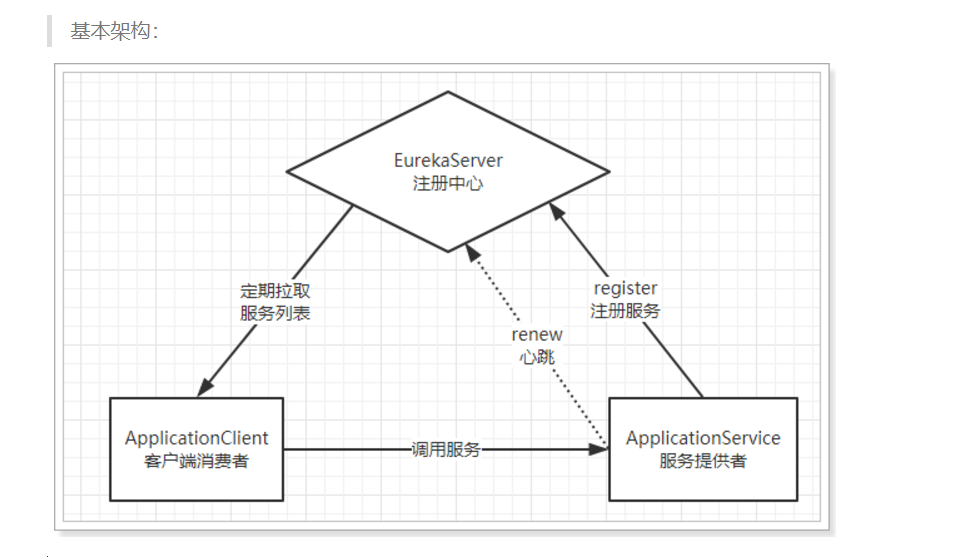 基本架构：
EurekaServer
注册中心
定期拉取
服务列表
register
注册服务
renew
心跳
ApplicationClient
客户端消费者
调用服务
ApplicationService
服务提供者